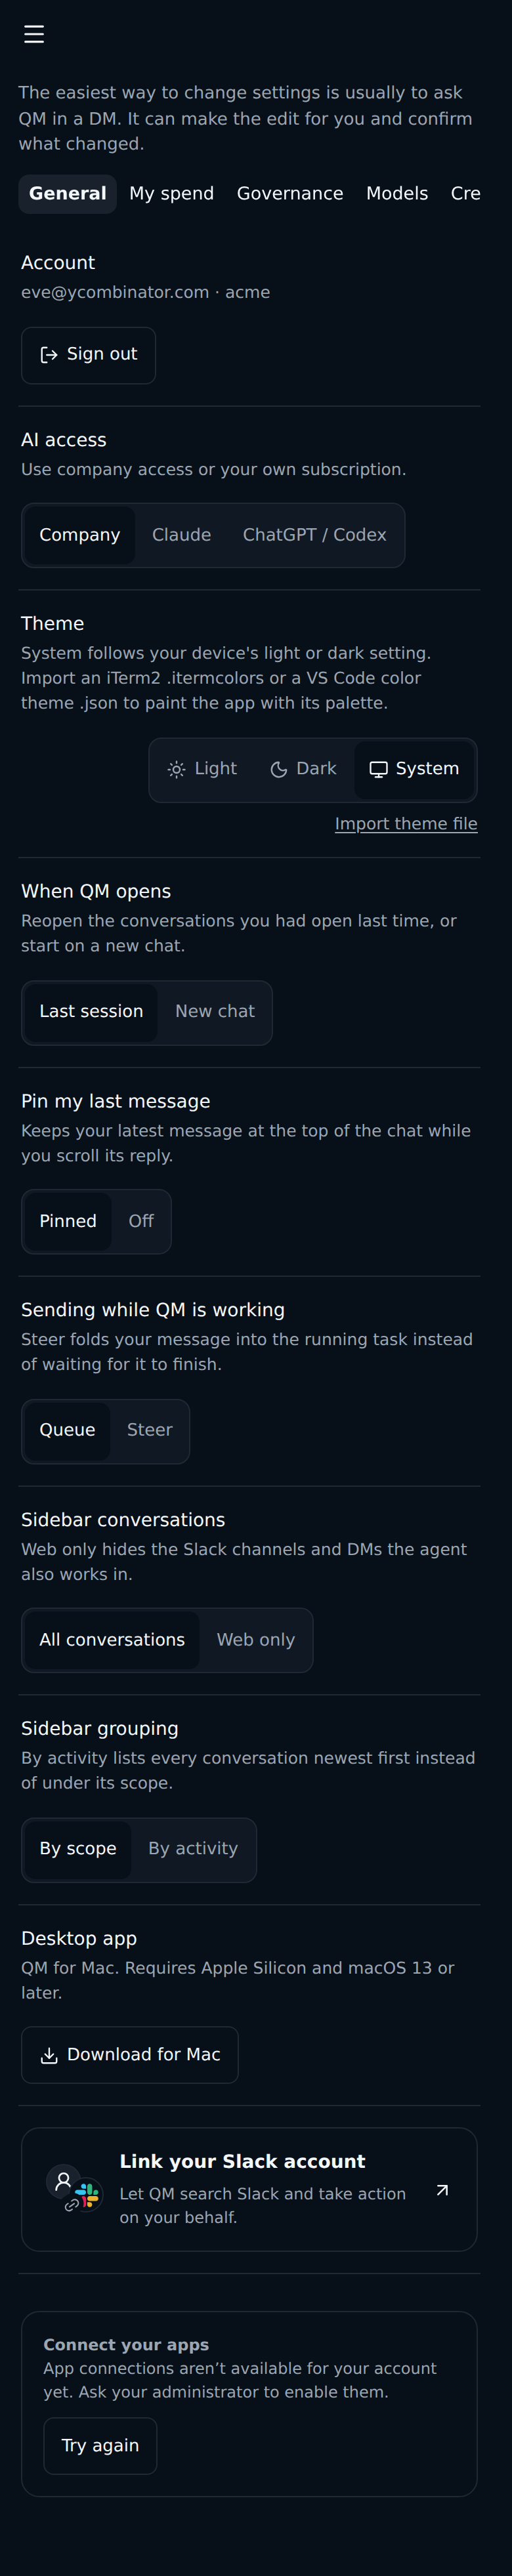 The easiest way to change settings is usually to ask
QM in a DM. It can make the edit for you and confirm
what changed.
General My spend Governance Models Cre
Account
eve@ycombinator.com · acme
Sign out
AI access
Use company access or your own subscription.
Company Claude ChatGPT / Codex
Theme
System follows your device's light or dark setting.
Import an iTerm2 .itermcolors or a VS Code color
theme .json to paint the app with its palette.
Light Dark System
Import theme file
When QM opens
Reopen the conversations you had open last time, or
start on a new chat.
Last session New chat
Pin my last message
Keeps your latest message at the top of the chat while
you scroll its reply.
Pinned Off
Sending while QM is working
Steer folds your message into the running task instead
of waiting for it to finish.
Queue Steer
Sidebar conversations
Web only hides the Slack channels and DMs the agent
also works in.
All conversations Web only
Sidebar grouping
By activity lists every conversation newest first instead
of under its scope.
By scope By activity
Desktop app
QM for Mac. Requires Apple Silicon and macOS 13 or
later.
Download for Mac
Link your Slack account
Let QM search Slack and take action
on your behalf.
Connect your apps
App connections aren’t available for your account
yet. Ask your administrator to enable them.
Try again